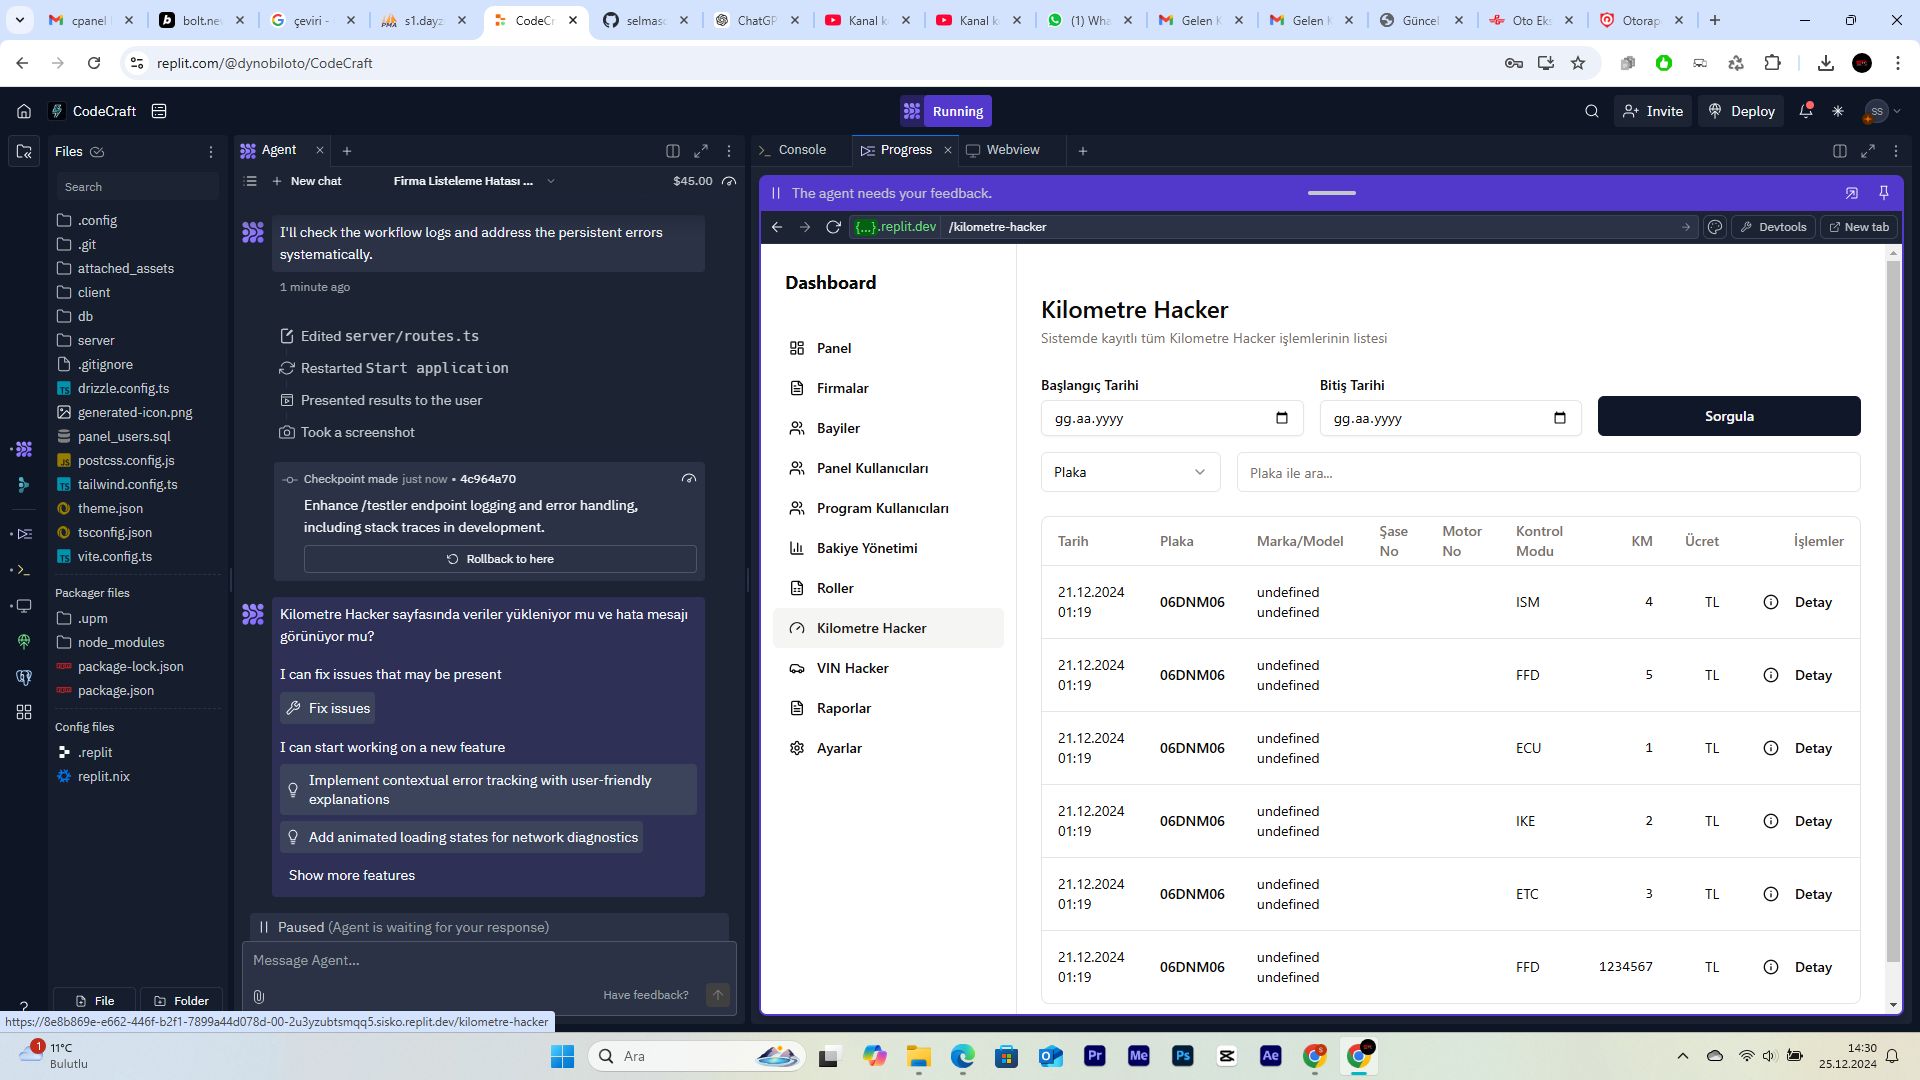 cpanel
bolt.ne
çeviri -
s1.dayz
CodeCr
selmaso
ChatGP
Kanal k
Kanal k
(1) Wha
Gelen K
Gelen K
Güncel
Oto Eks
Otorap
replit.com/@dynobiloto/CodeCraft
CodeCraft
Running
Invite
Deploy
SS
Files
Search
.config
.git
attached_assets
client
db
server
.gitignore
drizzle.config.ts
generated-icon.png
panel_users.sql
postcss.config.js
tailwind.config.ts
theme.json
tsconfig.json
vite.config.ts
Packager files
.upm
node_modules
package-lock.json
package.json
Config files
.replit
replit.nix
File
Folder
Agent
New chat
Firma Listeleme Hatası ...
$45.00
I'll check the workflow logs and address the persistent errors
systematically.
1 minute ago
Edited server/routes.ts
Restarted Start application
Presented results to the user
Took a screenshot
Checkpoint made just now • 4c964a70
Enhance /testler endpoint logging and error handling,
including stack traces in development.
Rollback to here
Kilometre Hacker sayfasında veriler yükleniyor mu ve hata mesajı
görünüyor mu?
I can fix issues that may be present
Fix issues
I can start working on a new feature
Implement contextual error tracking with user-friendly
explanations
Add animated loading states for network diagnostics
Show more features
Paused (Agent is waiting for your response)
Message Agent...
Have feedback?
Console
Progress
Webview
The agent needs your feedback.
{...}.replit.dev /kilometre-hacker
Devtools
New tab
Dashboard
Panel
Firmalar
Bayiler
Panel Kullanıcıları
Program Kullanıcıları
Bakiye Yönetimi
Roller
Kilometre Hacker
VIN Hacker
Raporlar
Ayarlar
Kilometre Hacker
Sistemde kayıtlı tüm Kilometre Hacker işlemlerinin listesi
Başlangıç Tarihi
Bitiş Tarihi
gg.aa.yyyy
gg.aa.yyyy
Sorgula
Plaka
Plaka ile ara...
Tarih Plaka Marka/Model Şase No Motor No Kontrol Modu KM Ücret İşlemler
21.12.2024 01:19 06DNM06 undefined undefined ISM 4 TL Detay
21.12.2024 01:19 06DNM06 undefined undefined FFD 5 TL Detay
21.12.2024 01:19 06DNM06 undefined undefined ECU 1 TL Detay
21.12.2024 01:19 06DNM06 undefined undefined IKE 2 TL Detay
21.12.2024 01:19 06DNM06 undefined undefined ETC 3 TL Detay
21.12.2024 01:19 06DNM06 undefined undefined FFD 1234567 TL Detay
https://8e8b869e-e662-446f-b2f1-7899a44d078d-00-2u3yzubtsmqq5.sisko.replit.dev/kilometre-hacker
1
11°C
Bulutlu
Ara
Pr
Me
Ps
Ae
14:30
25.12.2024